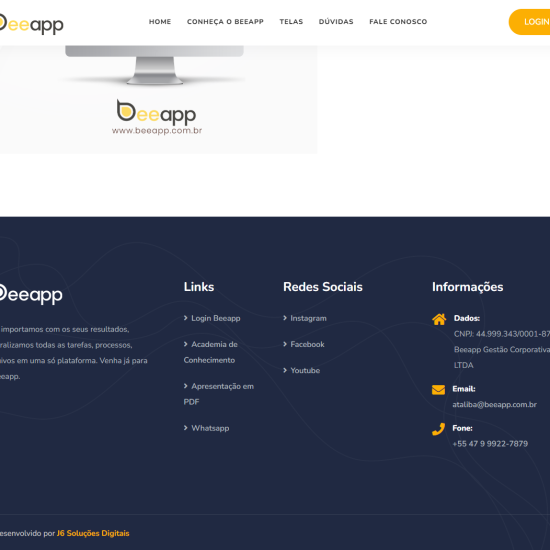 beeapp
HOME CONHEÇA O BEEAPP TELAS DÚVIDAS FALE CONOSCO LOGIN
beeapp
www.beeapp.com.br
beeapp
importamos com os seus resultados,
ralizamos todas as tarefas, processos,
uivos em uma só plataforma. Venha já para
eeapp.
Links
Login Beeapp
Academia de
Conhecimento
Apresentação em
PDF
Whatsapp
Redes Sociais
Instagram
Facebook
Youtube
Informações
Dados:
CNPJ: 44.999.343/0001-87
Beeapp Gestão Corporativa
LTDA
Email:
ataliba@beeapp.com.br
Fone:
+55 47 9 9922-7879
esenvolvido por J6 Soluções Digitais